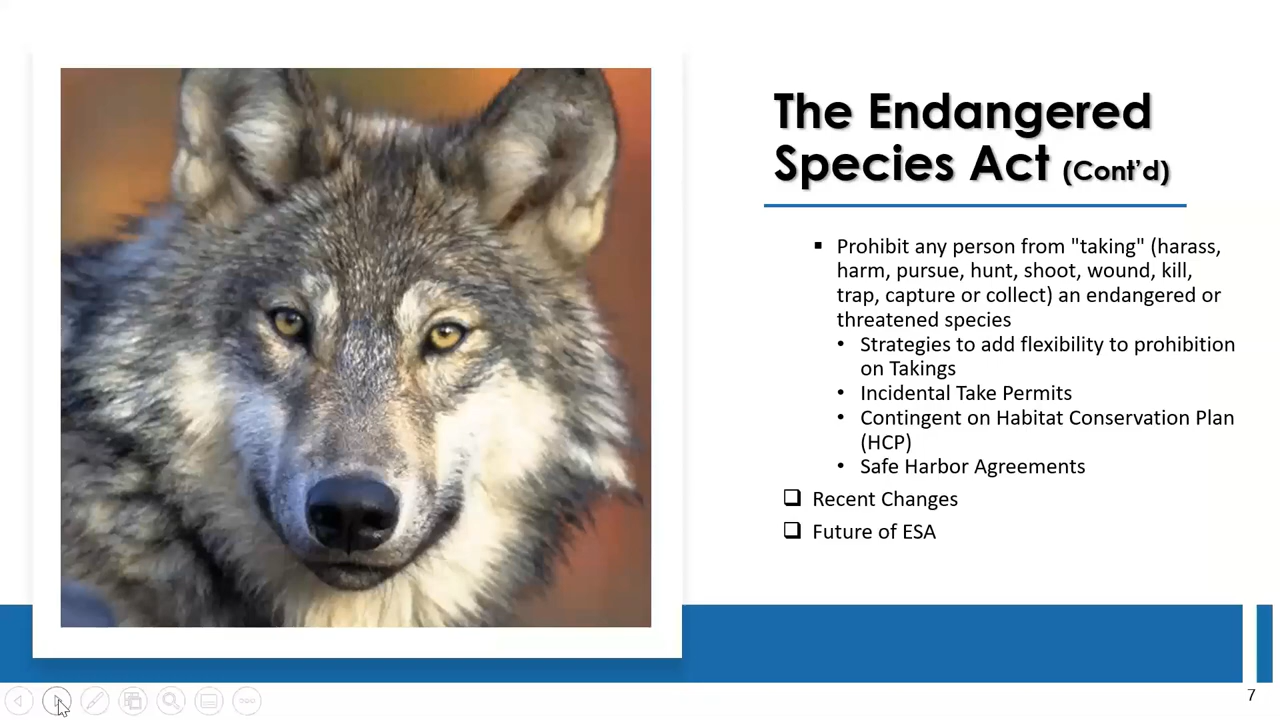 The Endangered
Species Act (Cont'd)
▪ Prohibit any person from "taking" (harass,
harm, pursue, hunt, shoot, wound, kill,
trap, capture or collect) an endangered or
threatened species
• Strategies to add flexibility to prohibition
on Takings
• Incidental Take Permits
• Contingent on Habitat Conservation Plan
(HCP)
• Safe Harbor Agreements
❑ Recent Changes
❑ Future of ESA
7